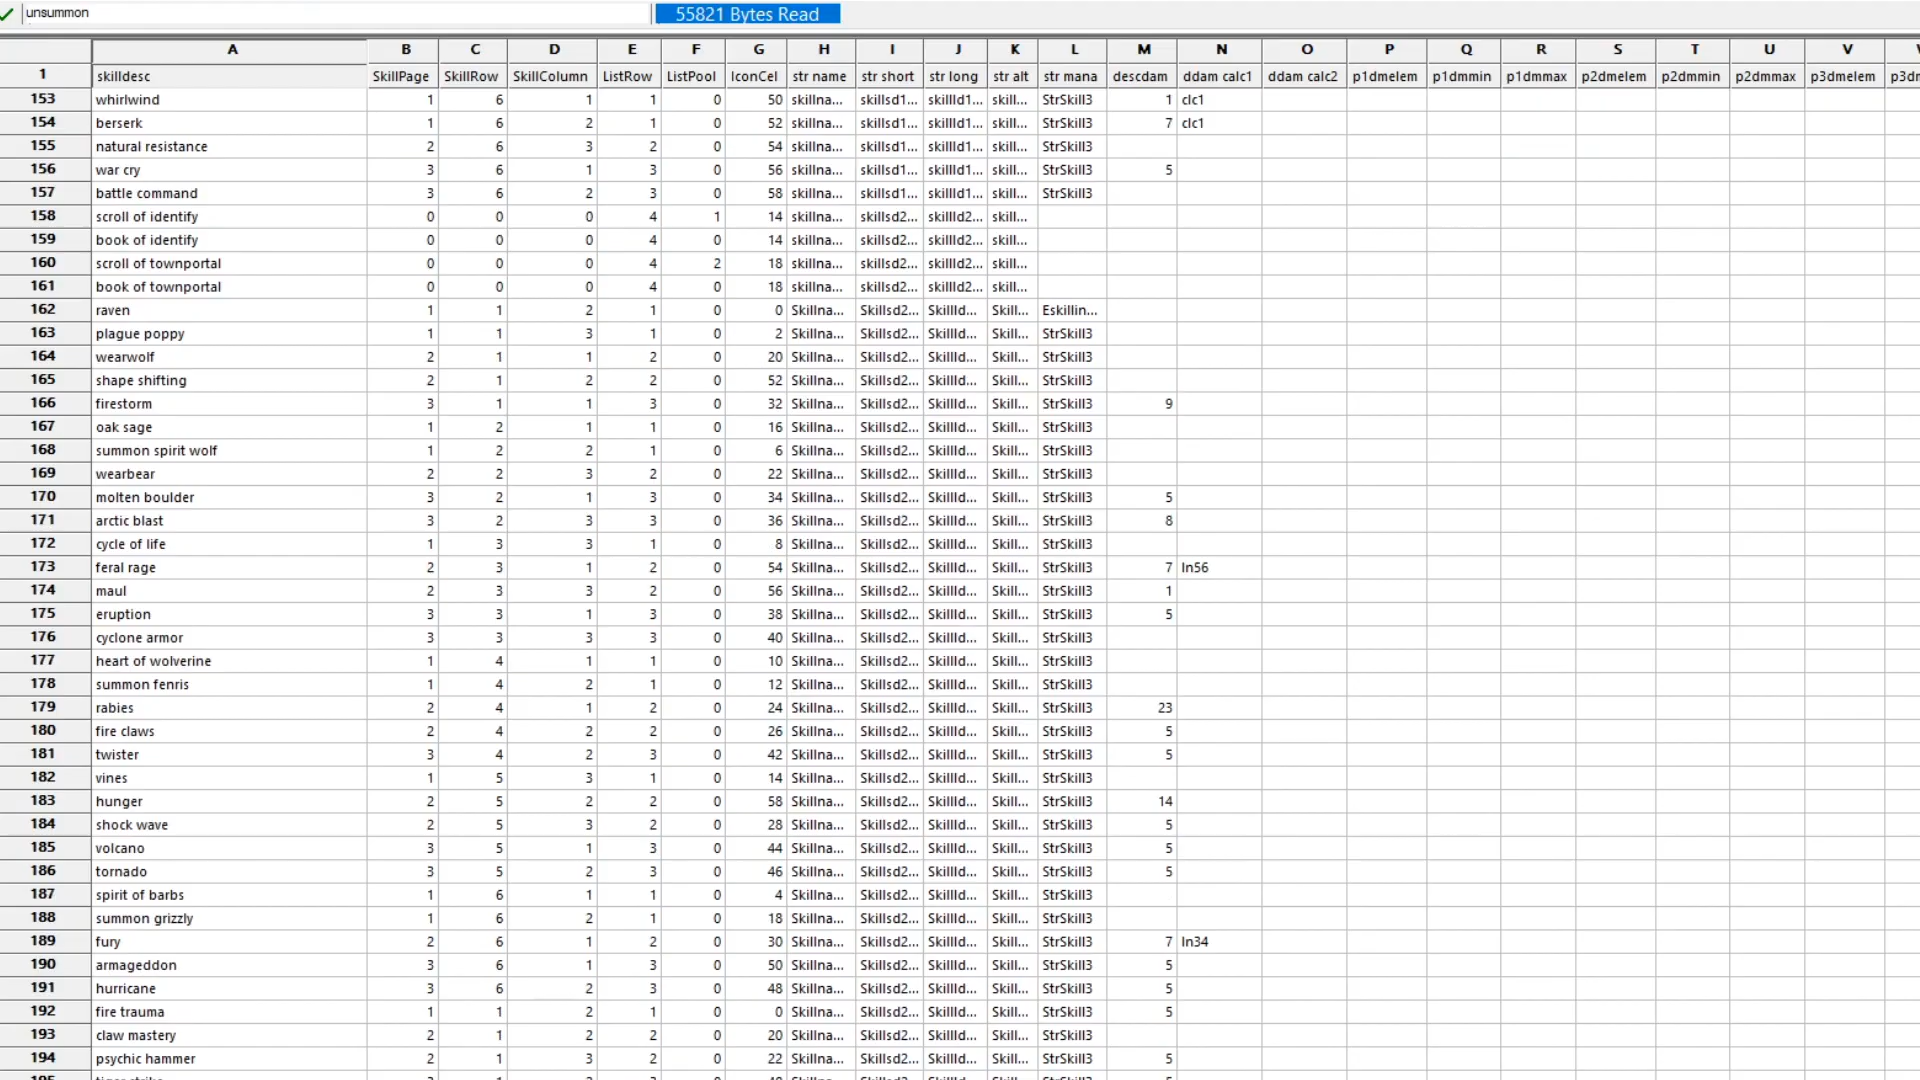 unsummon 55821 Bytes Read
A B C D E F G H I J K L M N O P Q R S T U V
1 skilldesc SkillPage SkillRow SkillColumn ListRow ListPool IconCel str name str short str long str alt str mana descdam ddam calc1 ddam calc2 p1dmelem p1dmmin p1dmmax p2dmelem p2dmmin p2dmmax p3dmelem
153 whirlwind 1 6 1 1 0 50 skillna... skillsd1... skillld1... skill... StrSkill3 1 clc1
154 berserk 1 6 2 1 0 52 skillna... skillsd1... skillld1... skill... StrSkill3 7 clc1
155 natural resistance 2 6 3 2 0 54 skillna... skillsd1... skillld1... skill... StrSkill3
156 war cry 3 6 1 3 0 56 skillna... skillsd1... skillld1... skill... StrSkill3 5
157 battle command 3 6 2 3 0 58 skillna... skillsd1... skillld1... skill... StrSkill3
158 scroll of identify 0 0 0 4 1 14 skillna... skillsd2... skillld2... skill...
159 book of identify 0 0 0 4 0 14 skillna... skillsd2... skillld2... skill...
160 scroll of townportal 0 0 0 4 2 18 skillna... skillsd2... skillld2... skill...
161 book of townportal 0 0 0 4 0 18 skillna... skillsd2... skillld2... skill...
162 raven 1 1 2 1 0 0 Skillna... Skillsd2... Skillld... Skill... Eskillin...
163 plague poppy 1 1 3 1 0 2 Skillna... Skillsd2... Skillld... Skill... StrSkill3
164 wearwolf 2 1 1 2 0 20 Skillna... Skillsd2... Skillld... Skill... StrSkill3
165 shape shifting 2 1 2 2 0 52 Skillna... Skillsd2... Skillld... Skill... StrSkill3
166 firestorm 3 1 1 3 0 32 Skillna... Skillsd2... Skillld... Skill... StrSkill3 9
167 oak sage 1 2 1 1 0 16 Skillna... Skillsd2... Skillld... Skill... StrSkill3
168 summon spirit wolf 1 2 2 1 0 6 Skillna... Skillsd2... Skillld... Skill... StrSkill3
169 wearbear 2 2 3 2 0 22 Skillna... Skillsd2... Skillld... Skill... StrSkill3
170 molten boulder 3 2 1 3 0 34 Skillna... Skillsd2... Skillld... Skill... StrSkill3 5
171 arctic blast 3 2 3 3 0 36 Skillna... Skillsd2... Skillld... Skill... StrSkill3 8
172 cycle of life 1 3 3 1 0 8 Skillna... Skillsd2... Skillld... Skill... StrSkill3
173 feral rage 2 3 1 2 0 54 Skillna... Skillsd2... Skillld... Skill... StrSkill3 7 ln56
174 maul 2 3 3 2 0 56 Skillna... Skillsd2... Skillld... Skill... StrSkill3 1
175 eruption 3 3 1 3 0 38 Skillna... Skillsd2... Skillld... Skill... StrSkill3 5
176 cyclone armor 3 3 3 3 0 40 Skillna... Skillsd2... Skillld... Skill... StrSkill3
177 heart of wolverine 1 4 1 1 0 10 Skillna... Skillsd2... Skillld... Skill... StrSkill3
178 summon fenris 1 4 2 1 0 12 Skillna... Skillsd2... Skillld... Skill... StrSkill3
179 rabies 2 4 1 2 0 24 Skillna... Skillsd2... Skillld... Skill... StrSkill3 23
180 fire claws 2 4 2 2 0 26 Skillna... Skillsd2... Skillld... Skill... StrSkill3 5
181 twister 3 4 2 3 0 42 Skillna... Skillsd2... Skillld... Skill... StrSkill3 5
182 vines 1 5 3 1 0 14 Skillna... Skillsd2... Skillld... Skill... StrSkill3
183 hunger 2 5 2 2 0 58 Skillna... Skillsd2... Skillld... Skill... StrSkill3 14
184 shock wave 2 5 3 2 0 28 Skillna... Skillsd2... Skillld... Skill... StrSkill3 5
185 volcano 3 5 1 3 0 44 Skillna... Skillsd2... Skillld... Skill... StrSkill3 5
186 tornado 3 5 2 3 0 46 Skillna... Skillsd2... Skillld... Skill... StrSkill3 5
187 spirit of barbs 1 6 1 1 0 4 Skillna... Skillsd2... Skillld... Skill... StrSkill3
188 summon grizzly 1 6 2 1 0 18 Skillna... Skillsd2... Skillld... Skill... StrSkill3
189 fury 2 6 1 2 0 30 Skillna... Skillsd2... Skillld... Skill... StrSkill3 7 ln34
190 armageddon 3 6 1 3 0 50 Skillna... Skillsd2... Skillld... Skill... StrSkill3 5
191 hurricane 3 6 2 3 0 48 Skillna... Skillsd2... Skillld... Skill... StrSkill3 5
192 fire trauma 1 1 2 1 0 0 Skillna... Skillsd2... Skillld... Skill... StrSkill3 5
193 claw mastery 2 1 2 2 0 20 Skillna... Skillsd2... Skillld... Skill... StrSkill3
194 psychic hammer 2 1 3 2 0 22 Skillna... Skillsd2... Skillld... Skill... StrSkill3 5